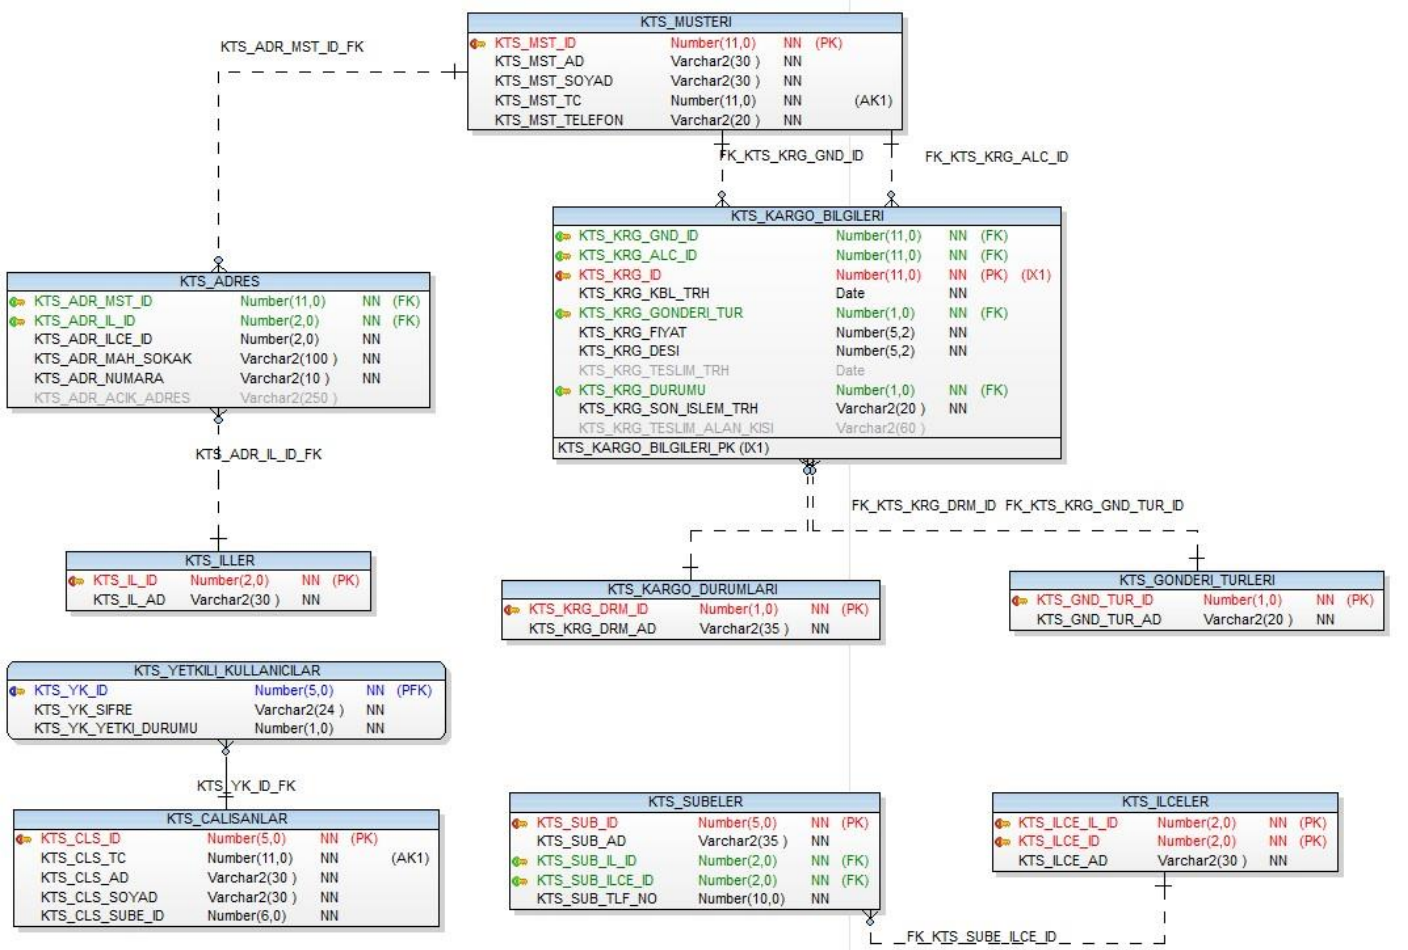 KTS_MUSTERI
KTS_MST_ID Number(11,0) NN (PK)
KTS_MST_AD Varchar2(30 ) NN
KTS_MST_SOYAD Varchar2(30 ) NN
KTS_MST_TC Number(11,0) NN (AK1)
KTS_MST_TELEFON Varchar2(20 ) NN
KTS_ADR_MST_ID_FK
FK_KTS_KRG_GND_ID
FK_KTS_KRG_ALC_ID
KTS_KARGO_BILGILERI
KTS_KRG_GND_ID Number(11,0) NN (FK)
KTS_KRG_ALC_ID Number(11,0) NN (FK)
KTS_KRG_ID Number(11,0) NN (PK) (IX1)
KTS_KRG_KBL_TRH Date NN
KTS_KRG_GONDERI_TUR Number(1,0) NN (FK)
KTS_KRG_FIYAT Number(5,2) NN
KTS_KRG_DESI Number(5,2) NN
KTS_KRG_TESLIM_TRH Date
KTS_KRG_DURUMU Number(1,0) NN (FK)
KTS_KRG_SON_ISLEM_TRH Varchar2(20 ) NN
KTS_KRG_TESLIM_ALAN_KISI Varchar2(60 )
KTS_KARGO_BILGILERI_PK (IX1)
KTS_ADRES
KTS_ADR_MST_ID Number(11,0) NN (FK)
KTS_ADR_IL_ID Number(2,0) NN (FK)
KTS_ADR_ILCE_ID Number(2,0) NN
KTS_ADR_MAH_SOKAK Varchar2(100 ) NN
KTS_ADR_NUMARA Varchar2(10 ) NN
KTS_ADR_ACIK_ADRES Varchar2(250 )
KTS_ADR_IL_ID_FK
FK_KTS_KRG_DRM_ID FK_KTS_KRG_GND_TUR_ID
KTS_ILLER
KTS_IL_ID Number(2,0) NN (PK)
KTS_IL_AD Varchar2(30 ) NN
KTS_KARGO_DURUMLARI
KTS_KRG_DRM_ID Number(1,0) NN (PK)
KTS_KRG_DRM_AD Varchar2(35 ) NN
KTS_GONDERI_TURLERI
KTS_GND_TUR_ID Number(1,0) NN (PK)
KTS_GND_TUR_AD Varchar2(20 ) NN
KTS_YETKILI_KULLANICILAR
KTS_YK_ID Number(5,0) NN (PFK)
KTS_YK_SIFRE Varchar2(24 ) NN
KTS_YK_YETKI_DURUMU Number(1,0) NN
KTS_YK_ID_FK
KTS_CALISANLAR
KTS_CLS_ID Number(5,0) NN (PK)
KTS_CLS_TC Number(11,0) NN (AK1)
KTS_CLS_AD Varchar2(30 ) NN
KTS_CLS_SOYAD Varchar2(30 ) NN
KTS_CLS_SUBE_ID Number(6,0) NN
KTS_SUBELER
KTS_SUB_ID Number(5,0) NN (PK)
KTS_SUB_AD Varchar2(35 ) NN
KTS_SUB_IL_ID Number(2,0) NN (FK)
KTS_SUB_ILCE_ID Number(2,0) NN (FK)
KTS_SUB_TLF_NO Number(10,0) NN
KTS_ILCELER
KTS_ILCE_IL_ID Number(2,0) NN (PK)
KTS_ILCE_ID Number(2,0) NN (PK)
KTS_ILCE_AD Varchar2(30 ) NN
FK_KTS_SUBE_ILCE_ID